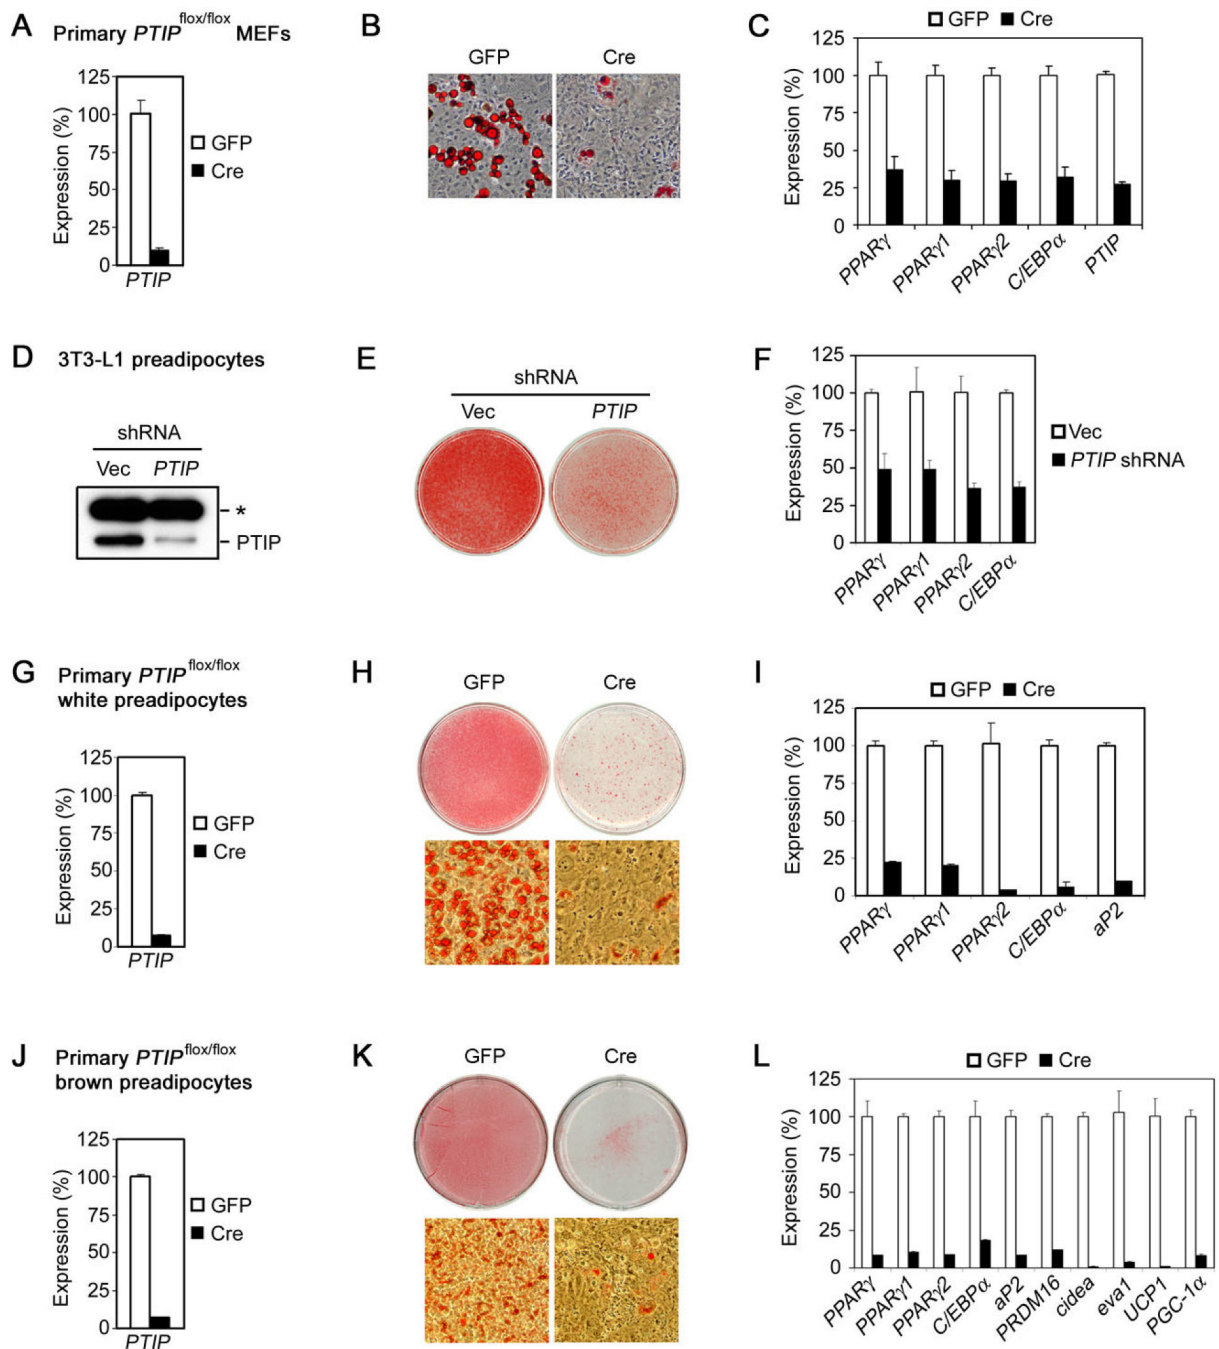 A Primary PTIP flox/flox MEFs
Expression (%)
125
100
75
50
25
0
PTIP
GFP
Cre
B
GFP Cre
C
GFP Cre
Expression (%)
125
100
75
50
25
0
PPARγ PPARγ1 PPARγ2 C/EBPα PTIP
D 3T3-L1 preadipocytes
shRNA
Vec PTIP
*
PTIP
E
shRNA
Vec PTIP
F
Expression (%)
125
100
75
50
25
0
PPARγ PPARγ1 PPARγ2 C/EBPα
Vec
PTIP shRNA
G Primary PTIP flox/flox
white preadipocytes
Expression (%)
125
100
75
50
25
0
PTIP
GFP
Cre
H
GFP Cre
I
GFP Cre
Expression (%)
125
100
75
50
25
0
PPARγ PPARγ1 PPARγ2 C/EBPα aP2
J Primary PTIP flox/flox
brown preadipocytes
Expression (%)
125
100
75
50
25
0
PTIP
GFP
Cre
K
GFP Cre
L
GFP Cre
Expression (%)
125
100
75
50
25
0
PPARγ PPARγ1 PPARγ2 C/EBPα aP2 PRDM16 cidea eva1 UCP1 PGC-1α